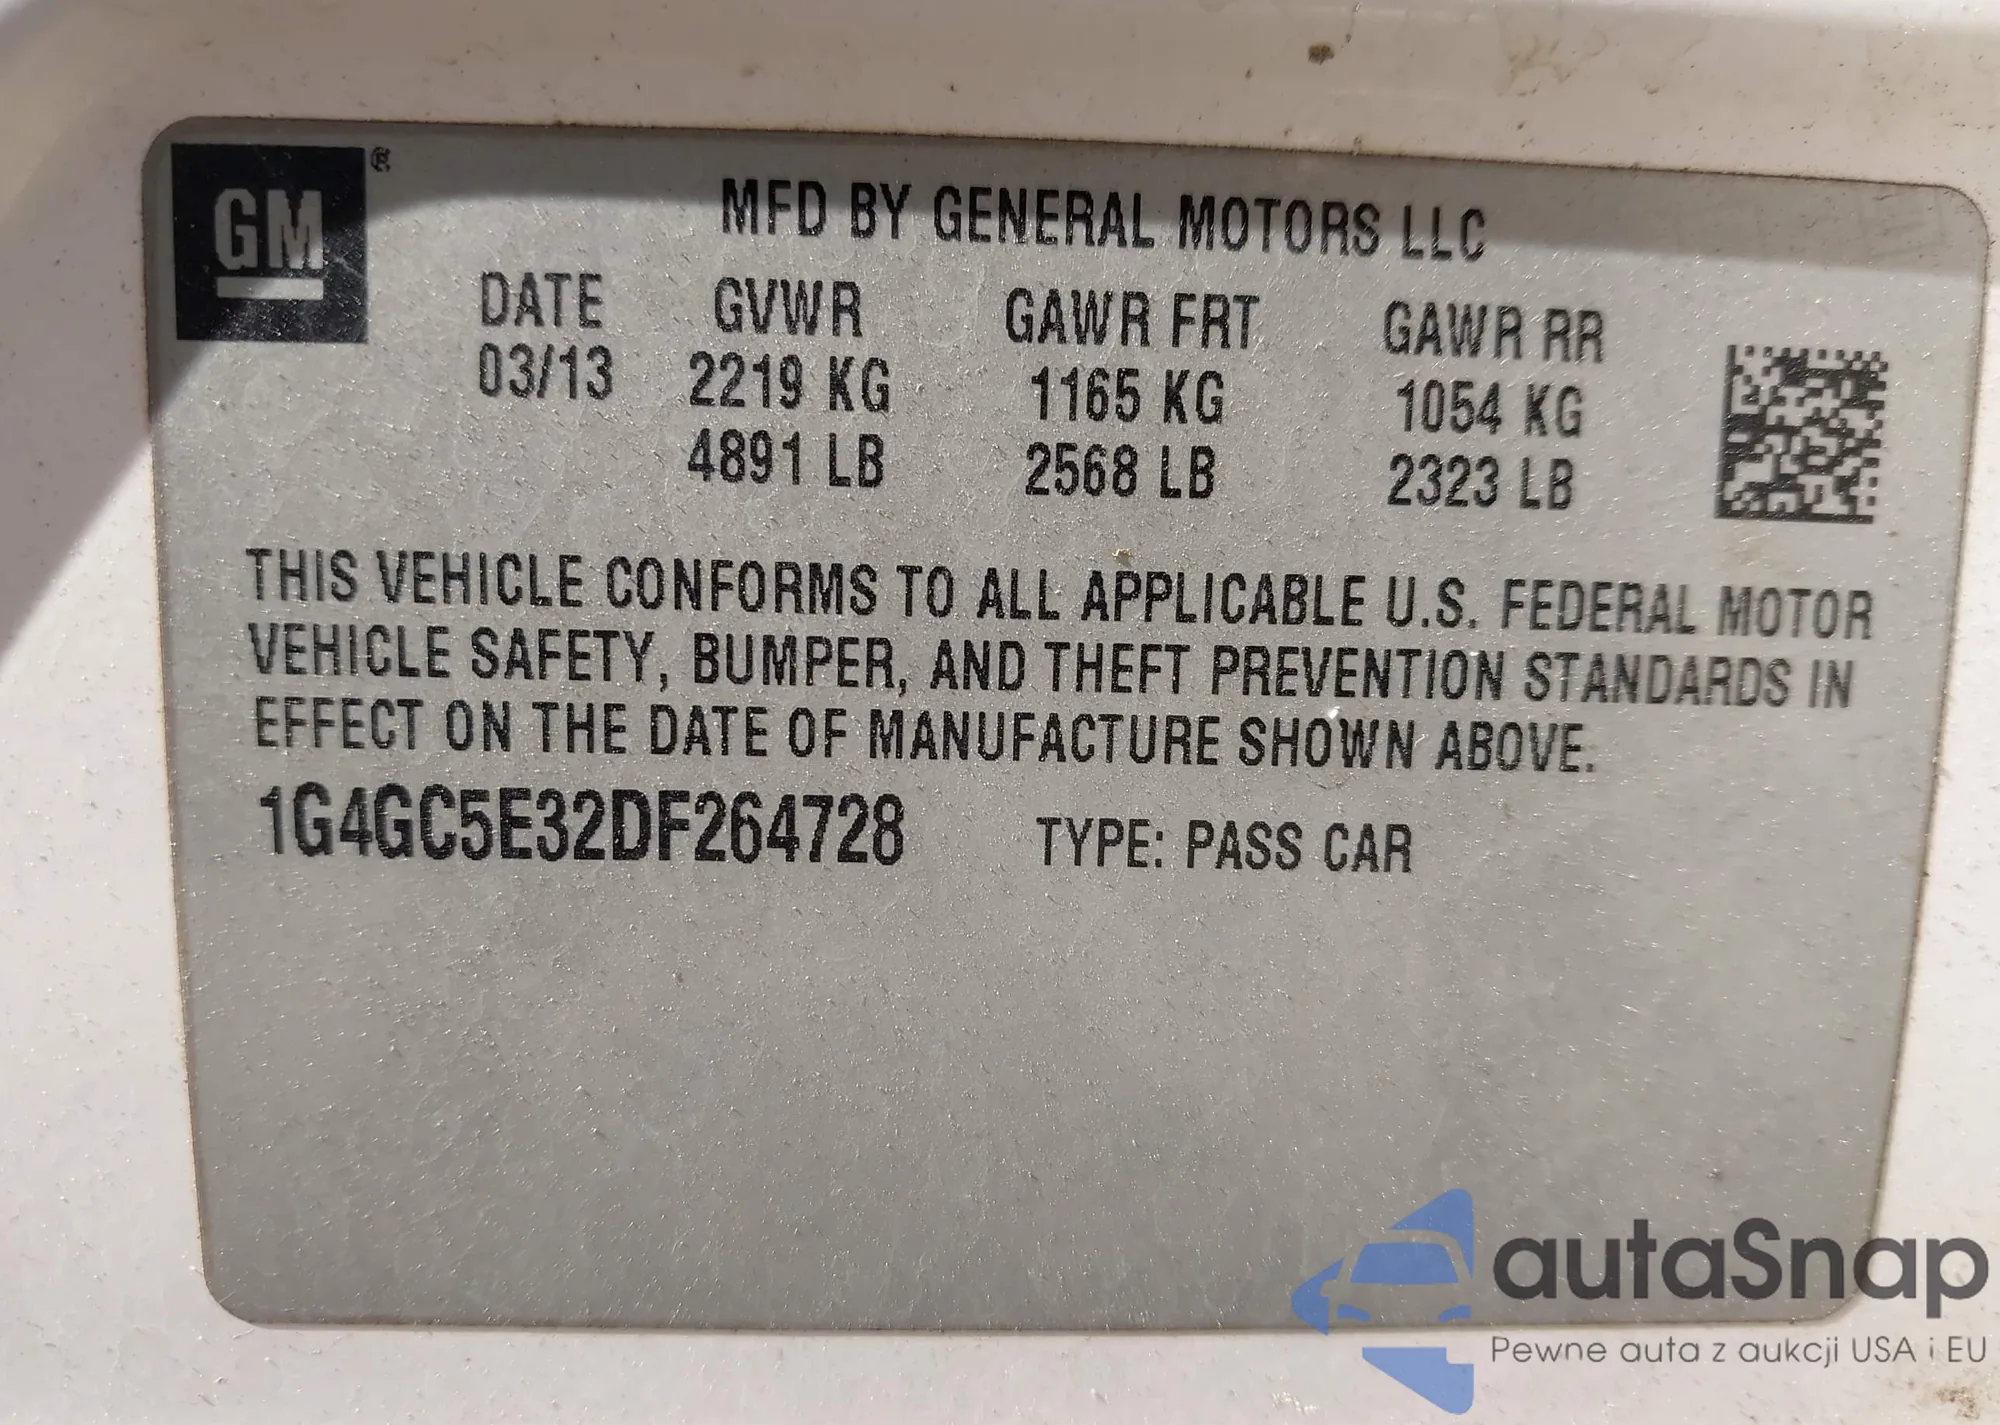 GM ®
MFD BY GENERAL MOTORS LLC
DATE GVWR GAWR FRT GAWR RR
03/13 2219 KG 1165 KG 1054 KG
4891 LB 2568 LB 2323 LB
THIS VEHICLE CONFORMS TO ALL APPLICABLE U.S. FEDERAL MOTOR
VEHICLE SAFETY, BUMPER, AND THEFT PREVENTION STANDARDS IN
EFFECT ON THE DATE OF MANUFACTURE SHOWN ABOVE.
1G4GC5E32DF264728 TYPE: PASS CAR
autaSnap
Pewne auta z aukcji USA i EU